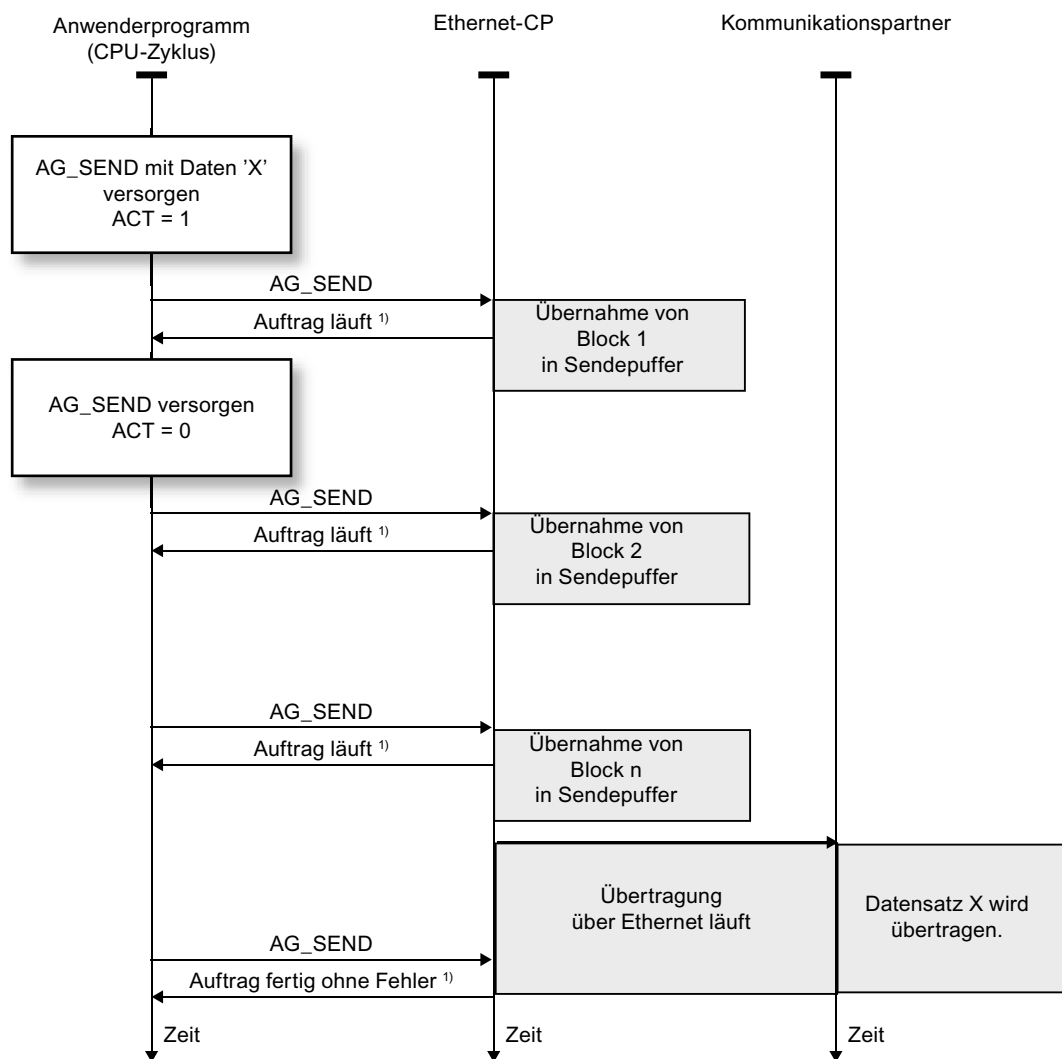 Anwenderprogramm
(CPU-Zyklus)
Ethernet-CP
Kommunikationspartner
AG_SEND mit Daten ’X’
versorgen
ACT = 1
AG_SEND
Auftrag läuft 1)
Übernahme von
Block 1
in Sendepuffer
AG_SEND versorgen
ACT = 0
AG_SEND
Auftrag läuft 1)
Übernahme von
Block 2
in Sendepuffer
AG_SEND
Auftrag läuft 1)
Übernahme von
Block n
in Sendepuffer
Übertragung
über Ethernet läuft
Datensatz X wird
übertragen.
AG_SEND
Auftrag fertig ohne Fehler 1)
Zeit
Zeit
Zeit